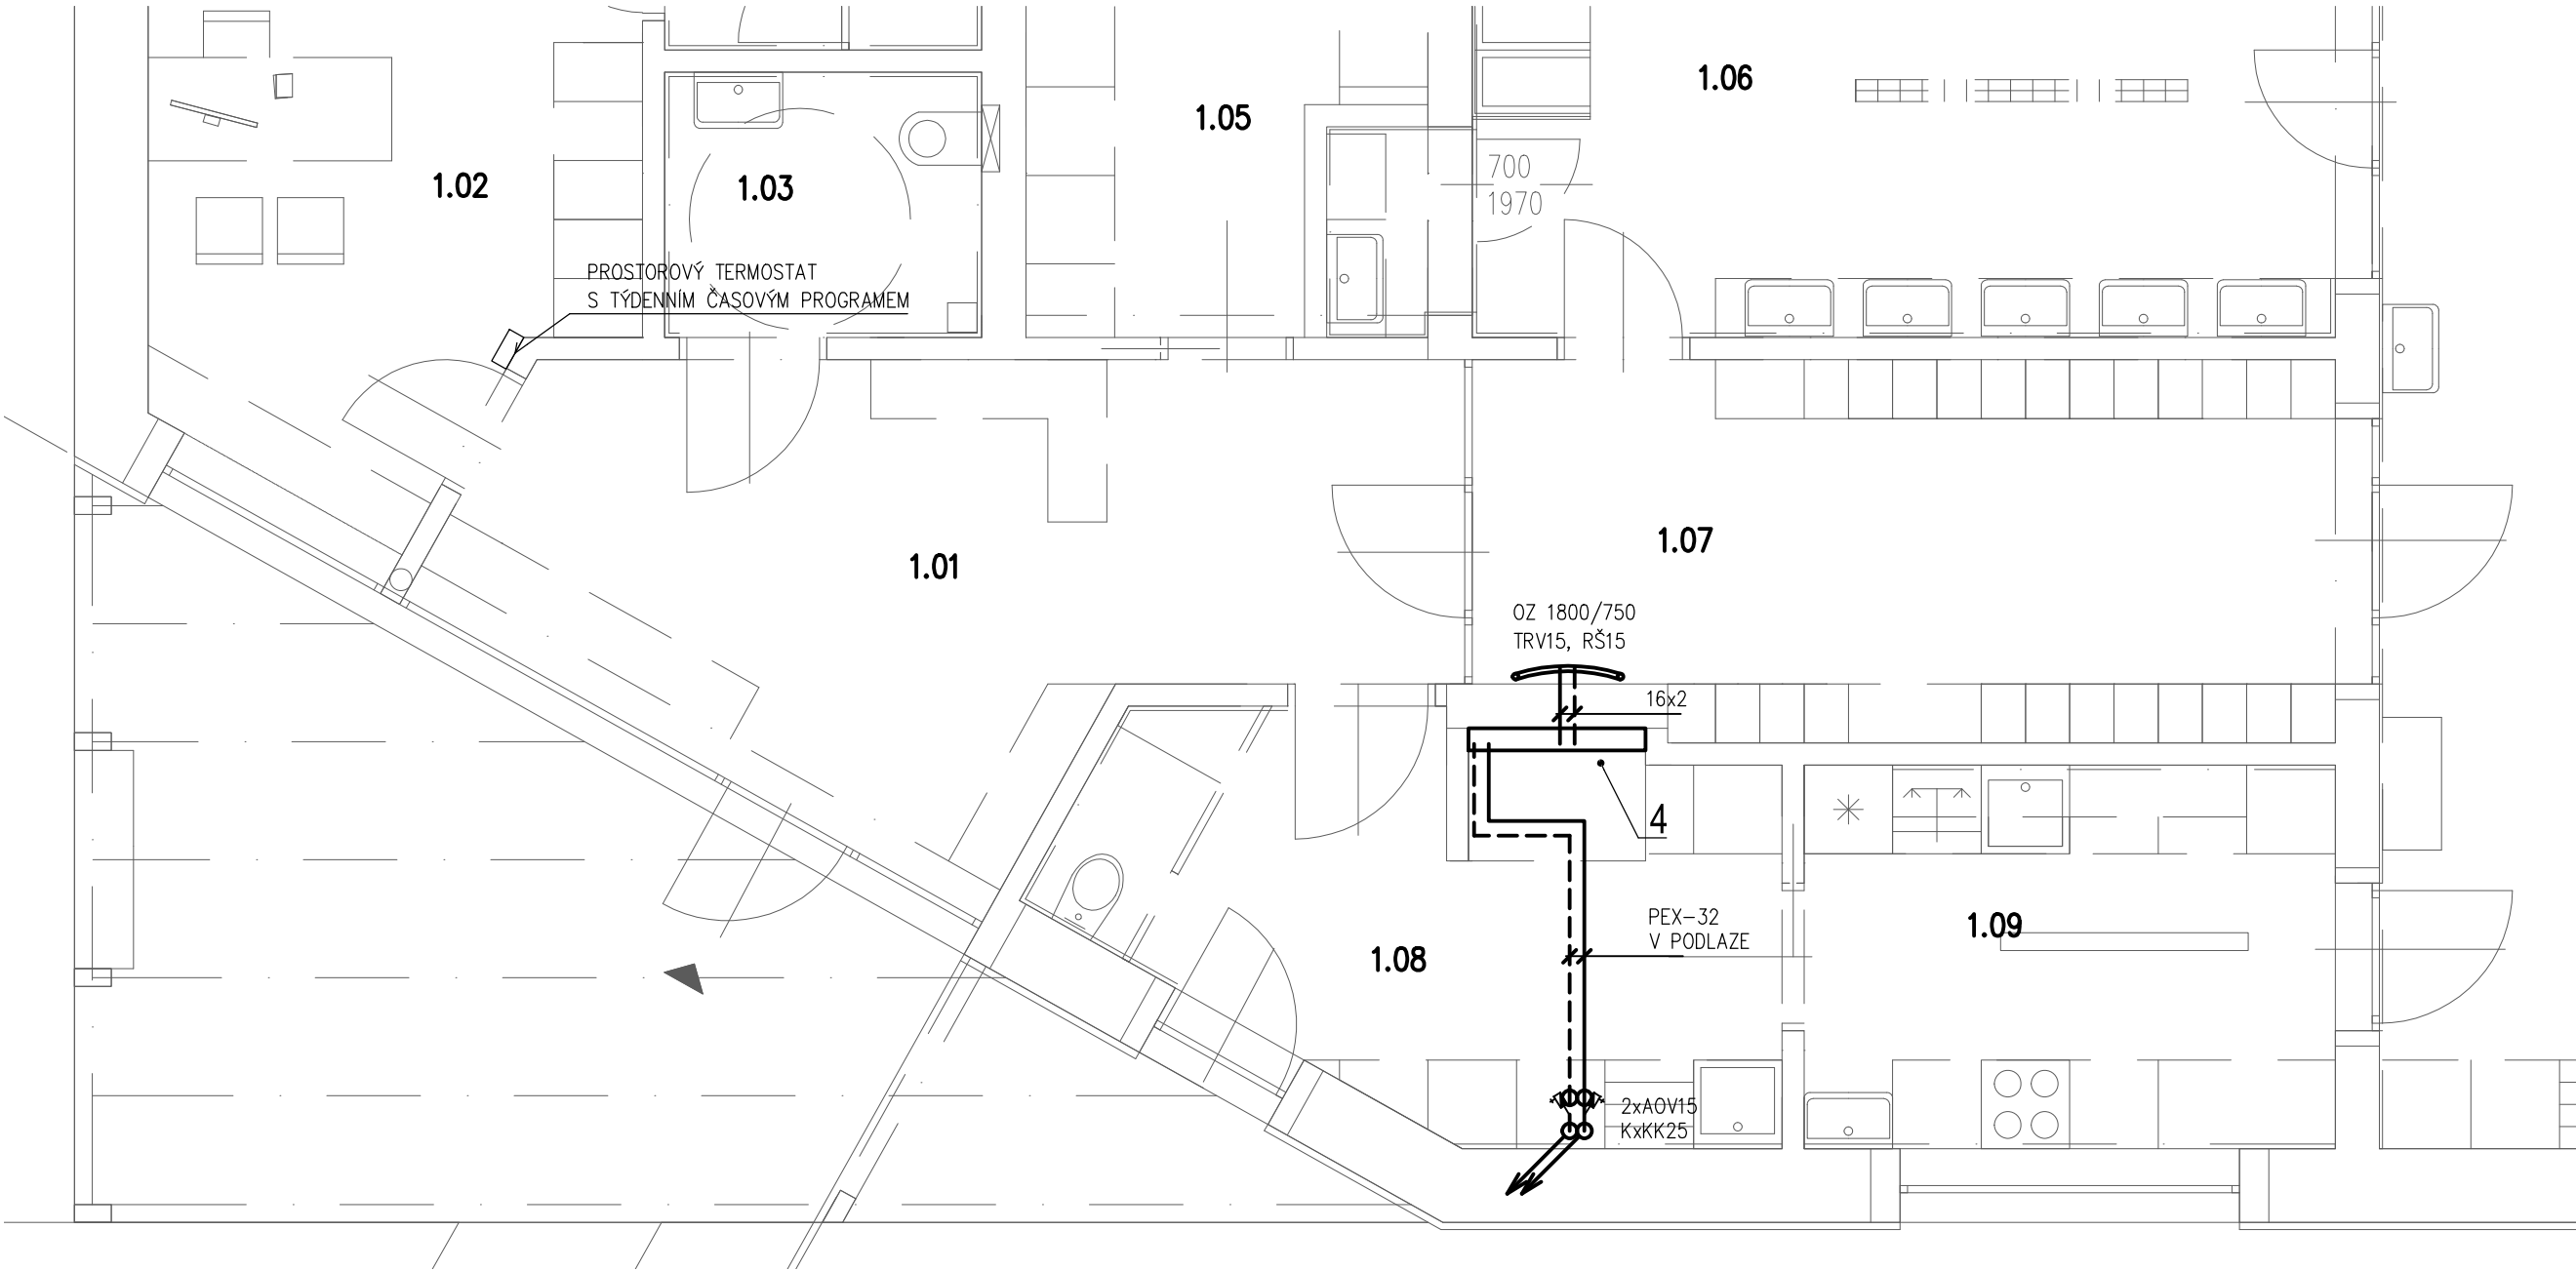 1.06
1.05
700
1970
1.02
1.03
PROSTOROVÝ TERMOSTAT
S TÝDENNÍM ČASOVÝM PROGRAMEM
1.01
1.07
OZ 1800/750
TRV15, RŠ15
16x2
4
PEX-32
V PODLAZE
1.08
1.09
2xAOV15
KxKK25